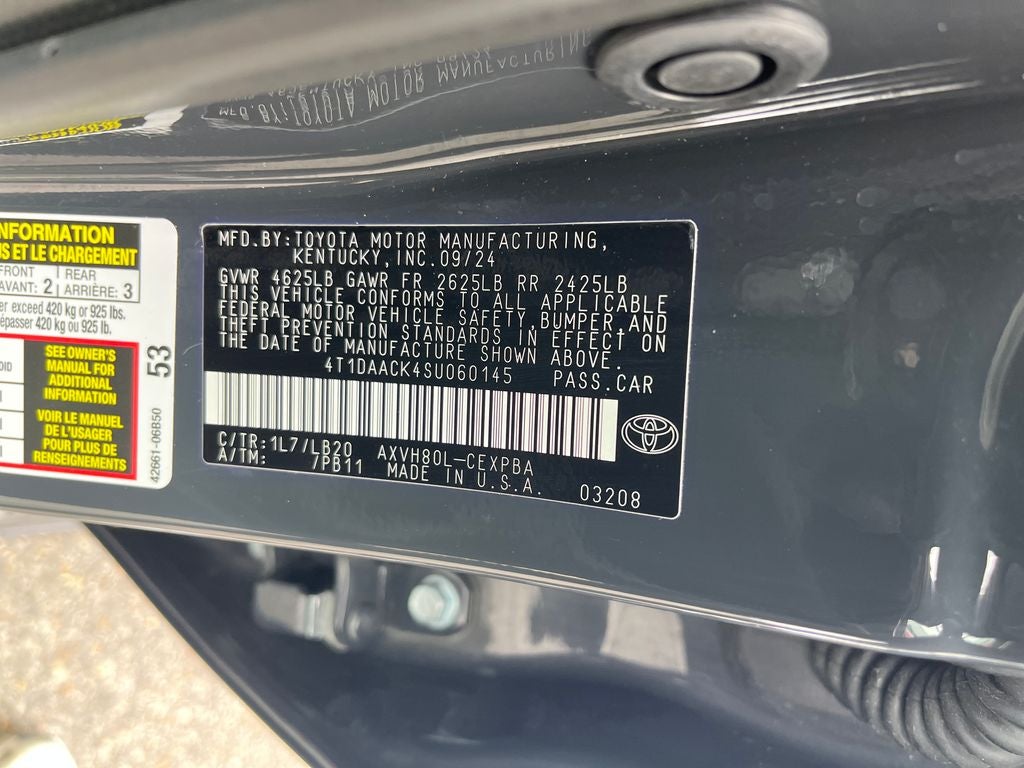 INFORMATION
US ET LE CHARGEMENT
FRONT
AVANT: 2
REAR
ARRIÈRE: 3
er exceed 420 kg or 925 lbs.
épasser 420 kg ou 925 lb.
OID
SEE OWNER'S
MANUAL FOR
ADDITIONAL
INFORMATION
VOIR LE MANUEL
DE L'USAGER
POUR PLUS DE
RENSEIGNEMENTS
53
42661-06B50
MFD.BY:TOYOTA MOTOR MANUFACTURING,
KENTUCKY,INC.09/24
GVWR 4625LB GAWR FR 2625LB RR 2425LB
THIS VEHICLE CONFORMS TO ALL APPLICABLE
FEDERAL MOTOR VEHICLE SAFETY,BUMPER,AND
THEFT PREVENTION STANDARDS IN EFFECT ON
THE DATE OF MANUFACTURE SHOWN ABOVE.
4T1DAACK4SU060145 PASS.CAR
C/TR:1L7/LB20 AXVH80L-CEXPBA
A/TM: 7PB11 MADE IN U.S.A. 03208